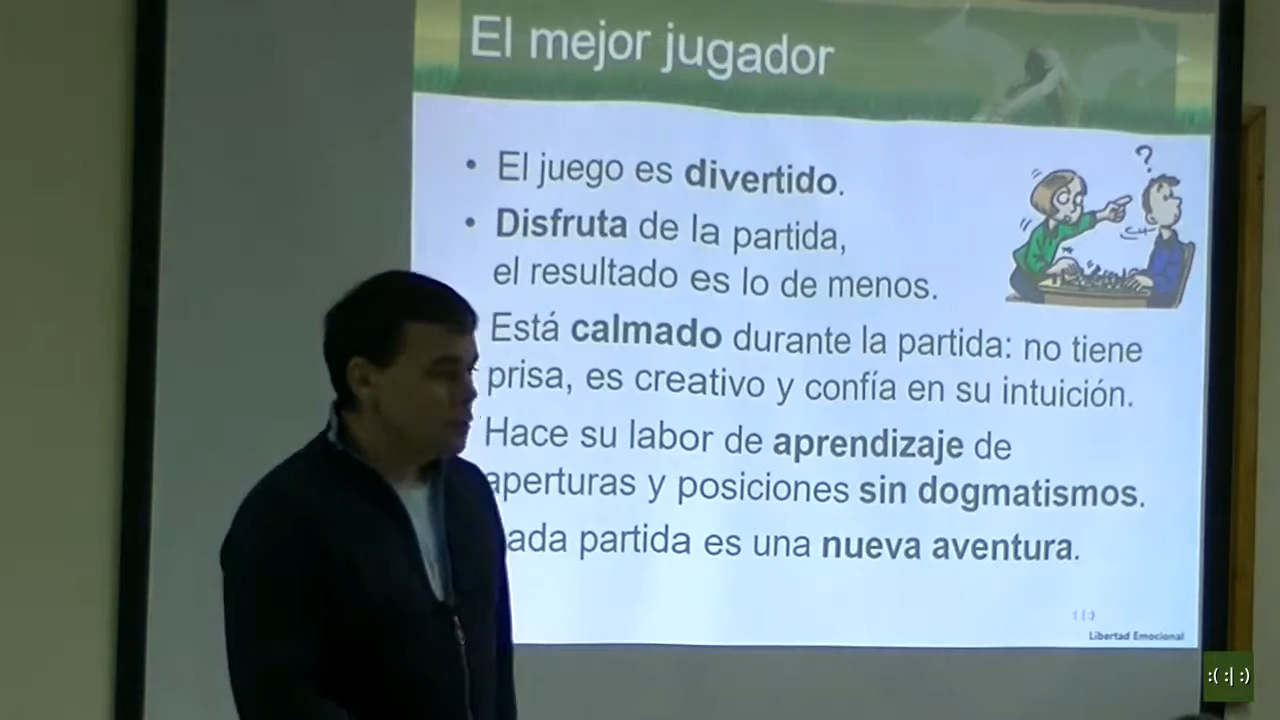 El mejor jugador
• El juego es divertido.
• Disfruta de la partida,
el resultado es lo de menos.
Está calmado durante la partida: no tiene
prisa, es creativo y confía en su intuición.
Hace su labor de aprendizaje de
aperturas y posiciones sin dogmatismos.
ada partida es una nueva aventura.
?
(|:)
Libertad Emocional
:( :| :)